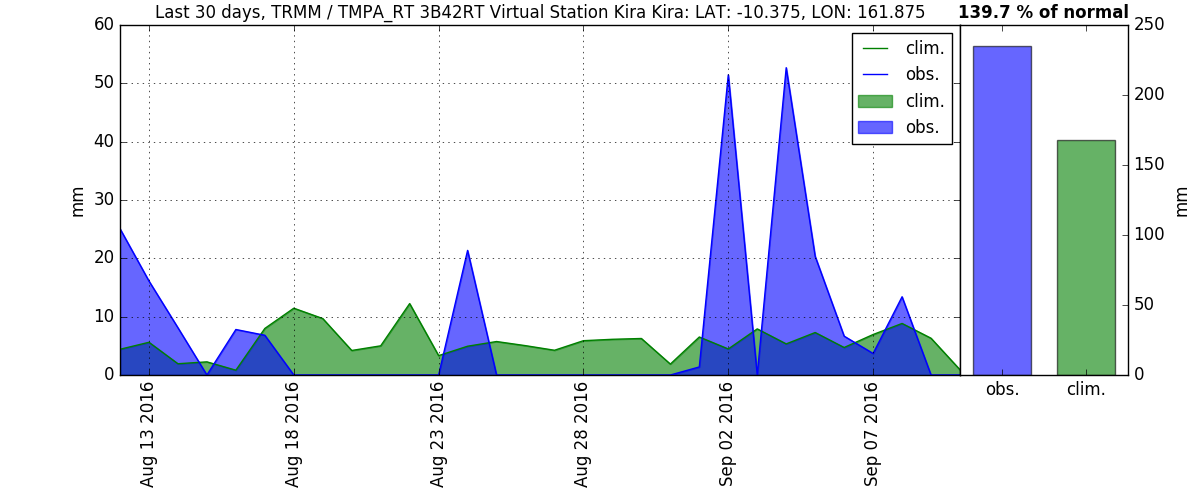 Last 30 days, TRMM / TMPA_RT 3B42RT Virtual Station Kira Kira: LAT: -10.375, LON: 161.875
139.7 % of normal
60
50
40
30
20
10
0
mm
clim.
obs.
clim.
obs.
Aug 13 2016
Aug 18 2016
Aug 23 2016
Aug 28 2016
Sep 02 2016
Sep 07 2016
250
200
150
100
50
0
mm
obs.
clim.